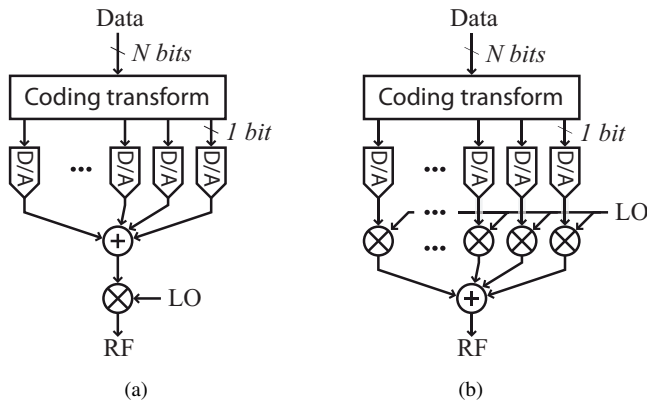 Data
N bits
Coding transform
1 bit
D/A ... D/A D/A D/A
+
LO
RF
(a)
Data
N bits
Coding transform
1 bit
D/A ... D/A D/A D/A
... LO
...
+
RF
(b)